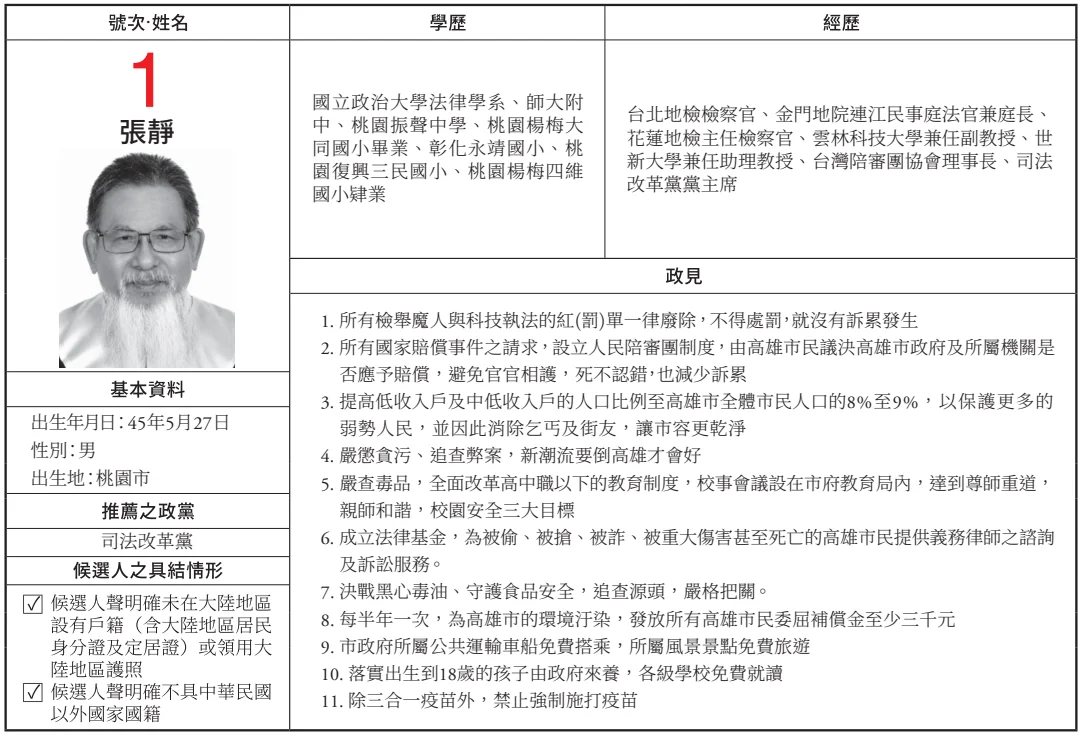 號次·姓名
1
張靜
基本資料
出生年月日：45年5月27日
性別：男
出生地：桃園市
推薦之政黨
司法改革黨
候選人之具結情形
☑ 候選人聲明確未在大陸地區
設有戶籍（含大陸地區居民
身分證及定居證）或領用大
陸地區護照
☑ 候選人聲明確不具中華民國
以外國家國籍
學歷
國立政治大學法律學系、師大附
中、桃園振聲中學、桃園楊梅大
同國小畢業、彰化永靖國小、桃
園復興三民國小、桃園楊梅四維
國小肄業
經歷
台北地檢檢察官、金門地院連江民事庭法官兼庭長、
花蓮地檢主任檢察官、雲林科技大學兼任副教授、世
新大學兼任助理教授、台灣陪審團協會理事長、司法
改革黨黨主席
政見
1. 所有檢舉魔人與科技執法的紅(罰)單一律廢除，不得處罰，就沒有訴累發生
2. 所有國家賠償事件之請求，設立人民陪審團制度，由高雄市民議決高雄市政府及所屬機關是
否應予賠償，避免官官相護，死不認錯，也減少訴累
3. 提高低收入戶及中低收入戶的人口比例至高雄市全體市民人口的8%至9%，以保護更多的
弱勢人民，並因此消除乞丐及街友，讓市容更乾淨
4. 嚴懲貪污、追查弊案，新潮流要倒高雄才會好
5. 嚴查毒品，全面改革高中職以下的教育制度，校事會議設在市府教育局內，達到尊師重道，
親師和諧，校園安全三大目標
6. 成立法律基金，為被偷、被搶、被詐、被重大傷害甚至死亡的高雄市民提供義務律師之諮詢
及訴訟服務。
7. 決戰黑心毒油、守護食品安全，追查源頭，嚴格把關。
8. 每半年一次，為高雄市的環境汙染，發放所有高雄市民委屈補償金至少三千元
9. 市政府所屬公共運輸車船免費搭乘，所屬風景景點免費旅遊
10. 落實出生到18歲的孩子由政府來養，各級學校免費就讀
11. 除三合一疫苗外，禁止強制施打疫苗